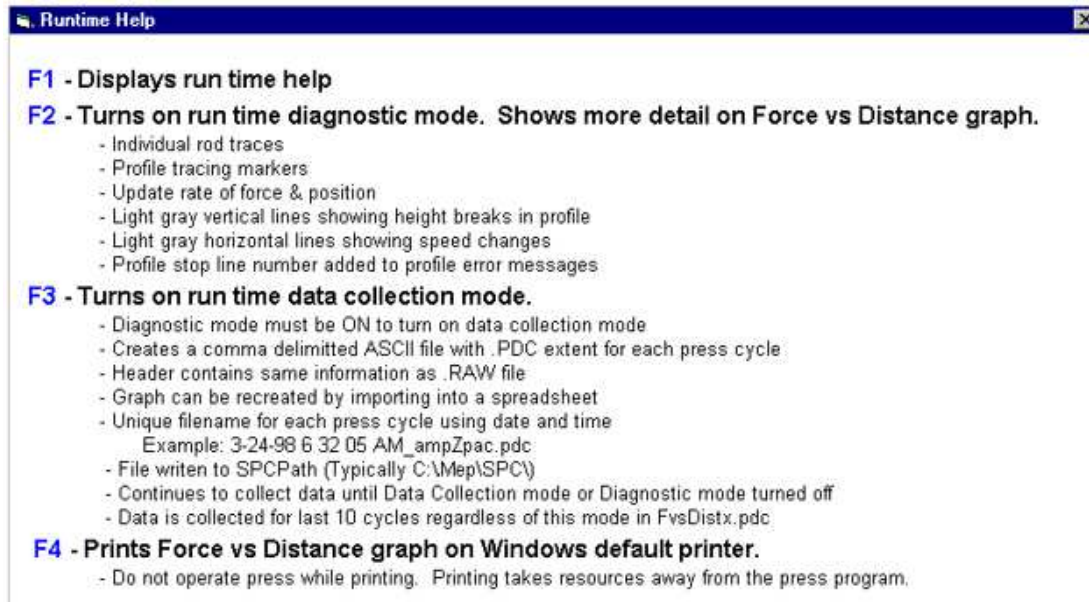 Runtime Help
F1 - Displays run time help
F2 - Turns on run time diagnostic mode.  Shows more detail on Force vs Distance graph.
- Individual rod traces
- Profile tracing markers
- Update rate of force & position
- Light gray vertical lines showing height breaks in profile
- Light gray horizontal lines showing speed changes
- Profile stop line number added to profile error messages
F3 - Turns on run time data collection mode.
- Diagnostic mode must be ON to turn on data collection mode
- Creates a comma delimitted ASCII file with .PDC extent for each press cycle
- Header contains same information as .RAW file
- Graph can be recreated by importing into a spreadsheet
- Unique filename for each press cycle using date and time
Example: 3-24-98 6 32 05 AM_ampZpac.pdc
- File writen to SPCPath (Typically C:\Mep\SPC\)
- Continues to collect data until Data Collection mode or Diagnostic mode turned off
- Data is collected for last 10 cycles regardless of this mode in FvsDistx.pdc
F4 - Prints Force vs Distance graph on Windows default printer.
- Do not operate press while printing.  Printing takes resources away from the press program.